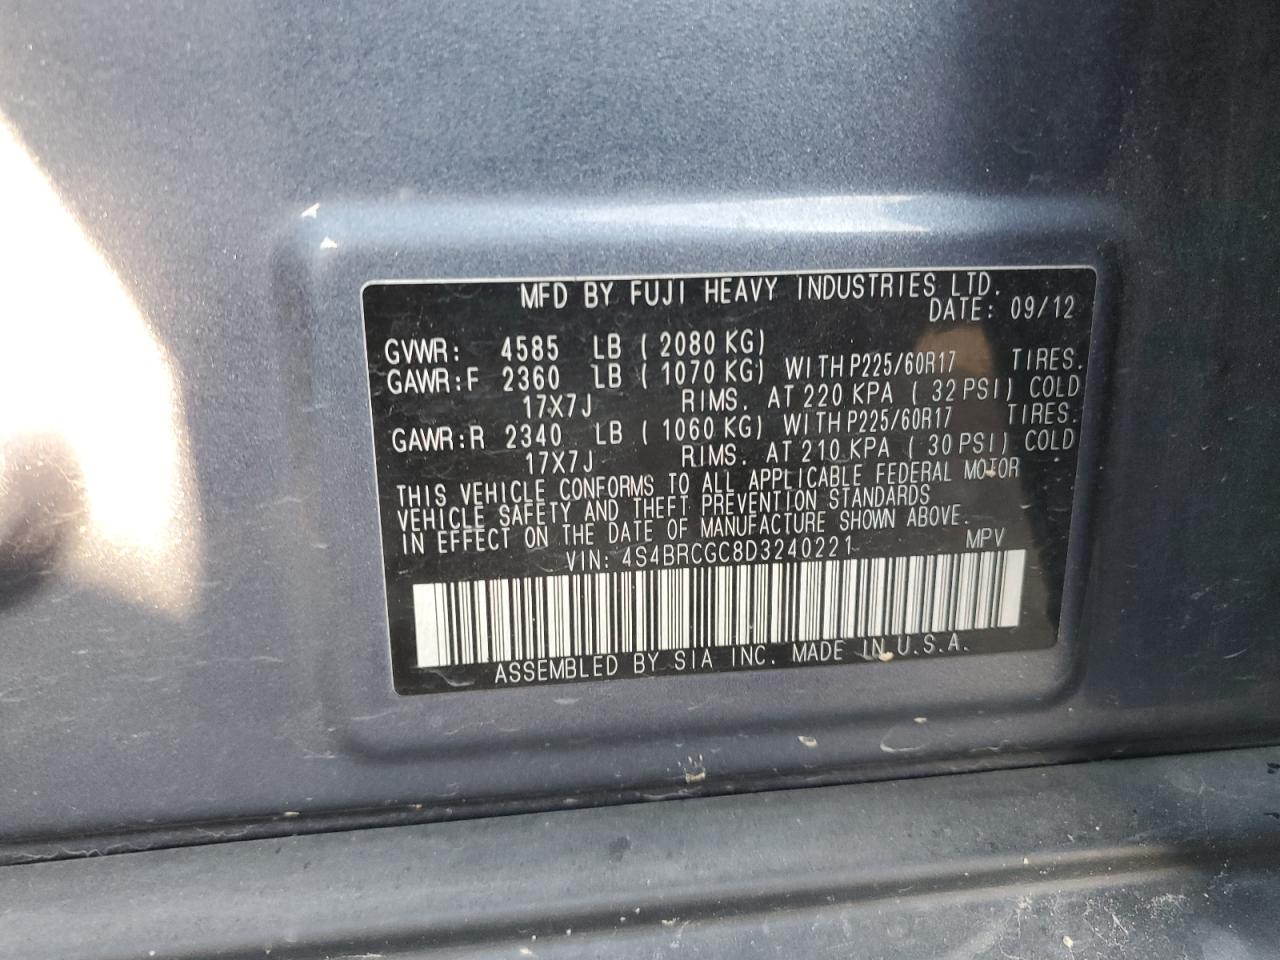 MFD BY FUJI HEAVY INDUSTRIES LTD.
DATE: 09/12
GVWR: 4585 LB ( 2080 KG)
GAWR:F 2360 LB ( 1070 KG) WITH P225/60R17 TIRES.
17X7J RIMS. AT 220 KPA ( 32 PSI) COLD
GAWR:R 2340 LB ( 1060 KG) WITH P225/60R17 TIRES.
17X7J RIMS. AT 210 KPA ( 30 PSI) COLD
THIS VEHICLE CONFORMS TO ALL APPLICABLE FEDERAL MOTOR
VEHICLE SAFETY AND THEFT PREVENTION STANDARDS
IN EFFECT ON THE DATE OF MANUFACTURE SHOWN ABOVE.
VIN: 4S4BRCGC8D3240221 MPV
ASSEMBLED BY SIA INC. MADE IN U.S.A.